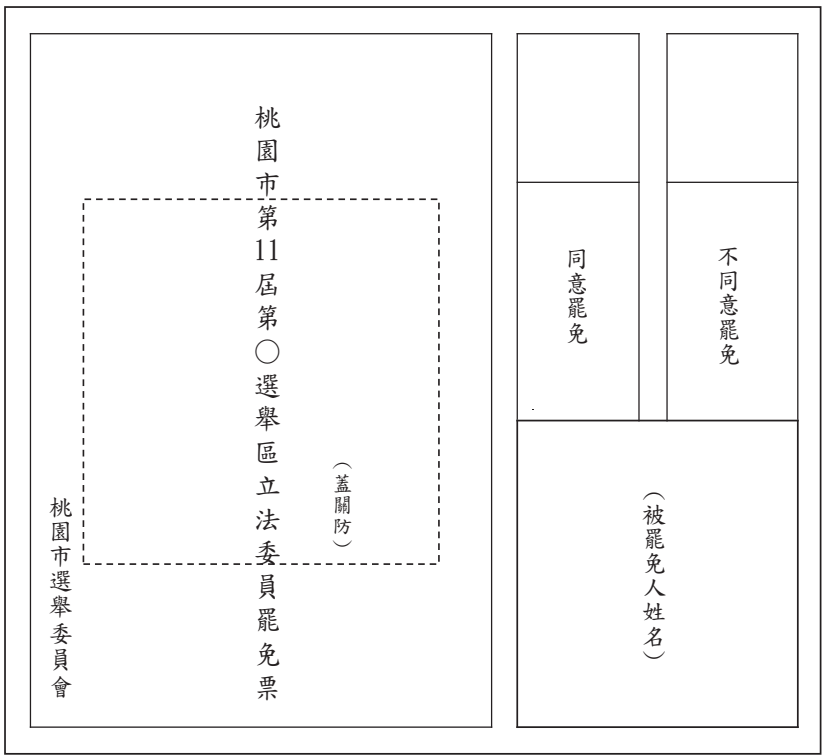 不同意罷免
同意罷免
（被罷免人姓名）
桃園市第11屆第○選舉區立法委員罷免票
（蓋關防）
桃園市選舉委員會